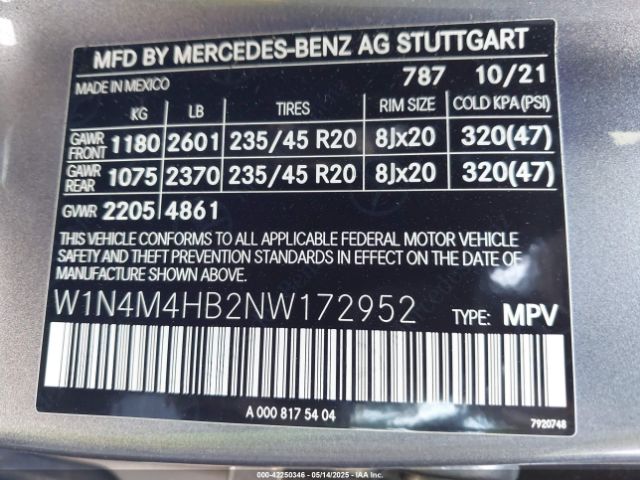 MFD BY MERCEDES-BENZ AG STUTTGART
MADE IN MEXICO 787 10/21
KG LB TIRES RIM SIZE COLD KPA(PSI)
GAWR FRONT 1180 2601 235/45 R20 8Jx20 320(47)
GAWR REAR 1075 2370 235/45 R20 8Jx20 320(47)
GVWR 2205 4861
THIS VEHICLE CONFORMS TO ALL APPLICABLE FEDERAL MOTOR VEHICLE
SAFETY AND THEFT PREVENTION STANDARDS IN EFFECT ON THE DATE OF
MANUFACTURE SHOWN ABOVE.
W1N4M4HB2NW172952 TYPE: MPV
A 000 817 54 04
7920748
000-42250346 - 05/14/2025 - IAA Inc.